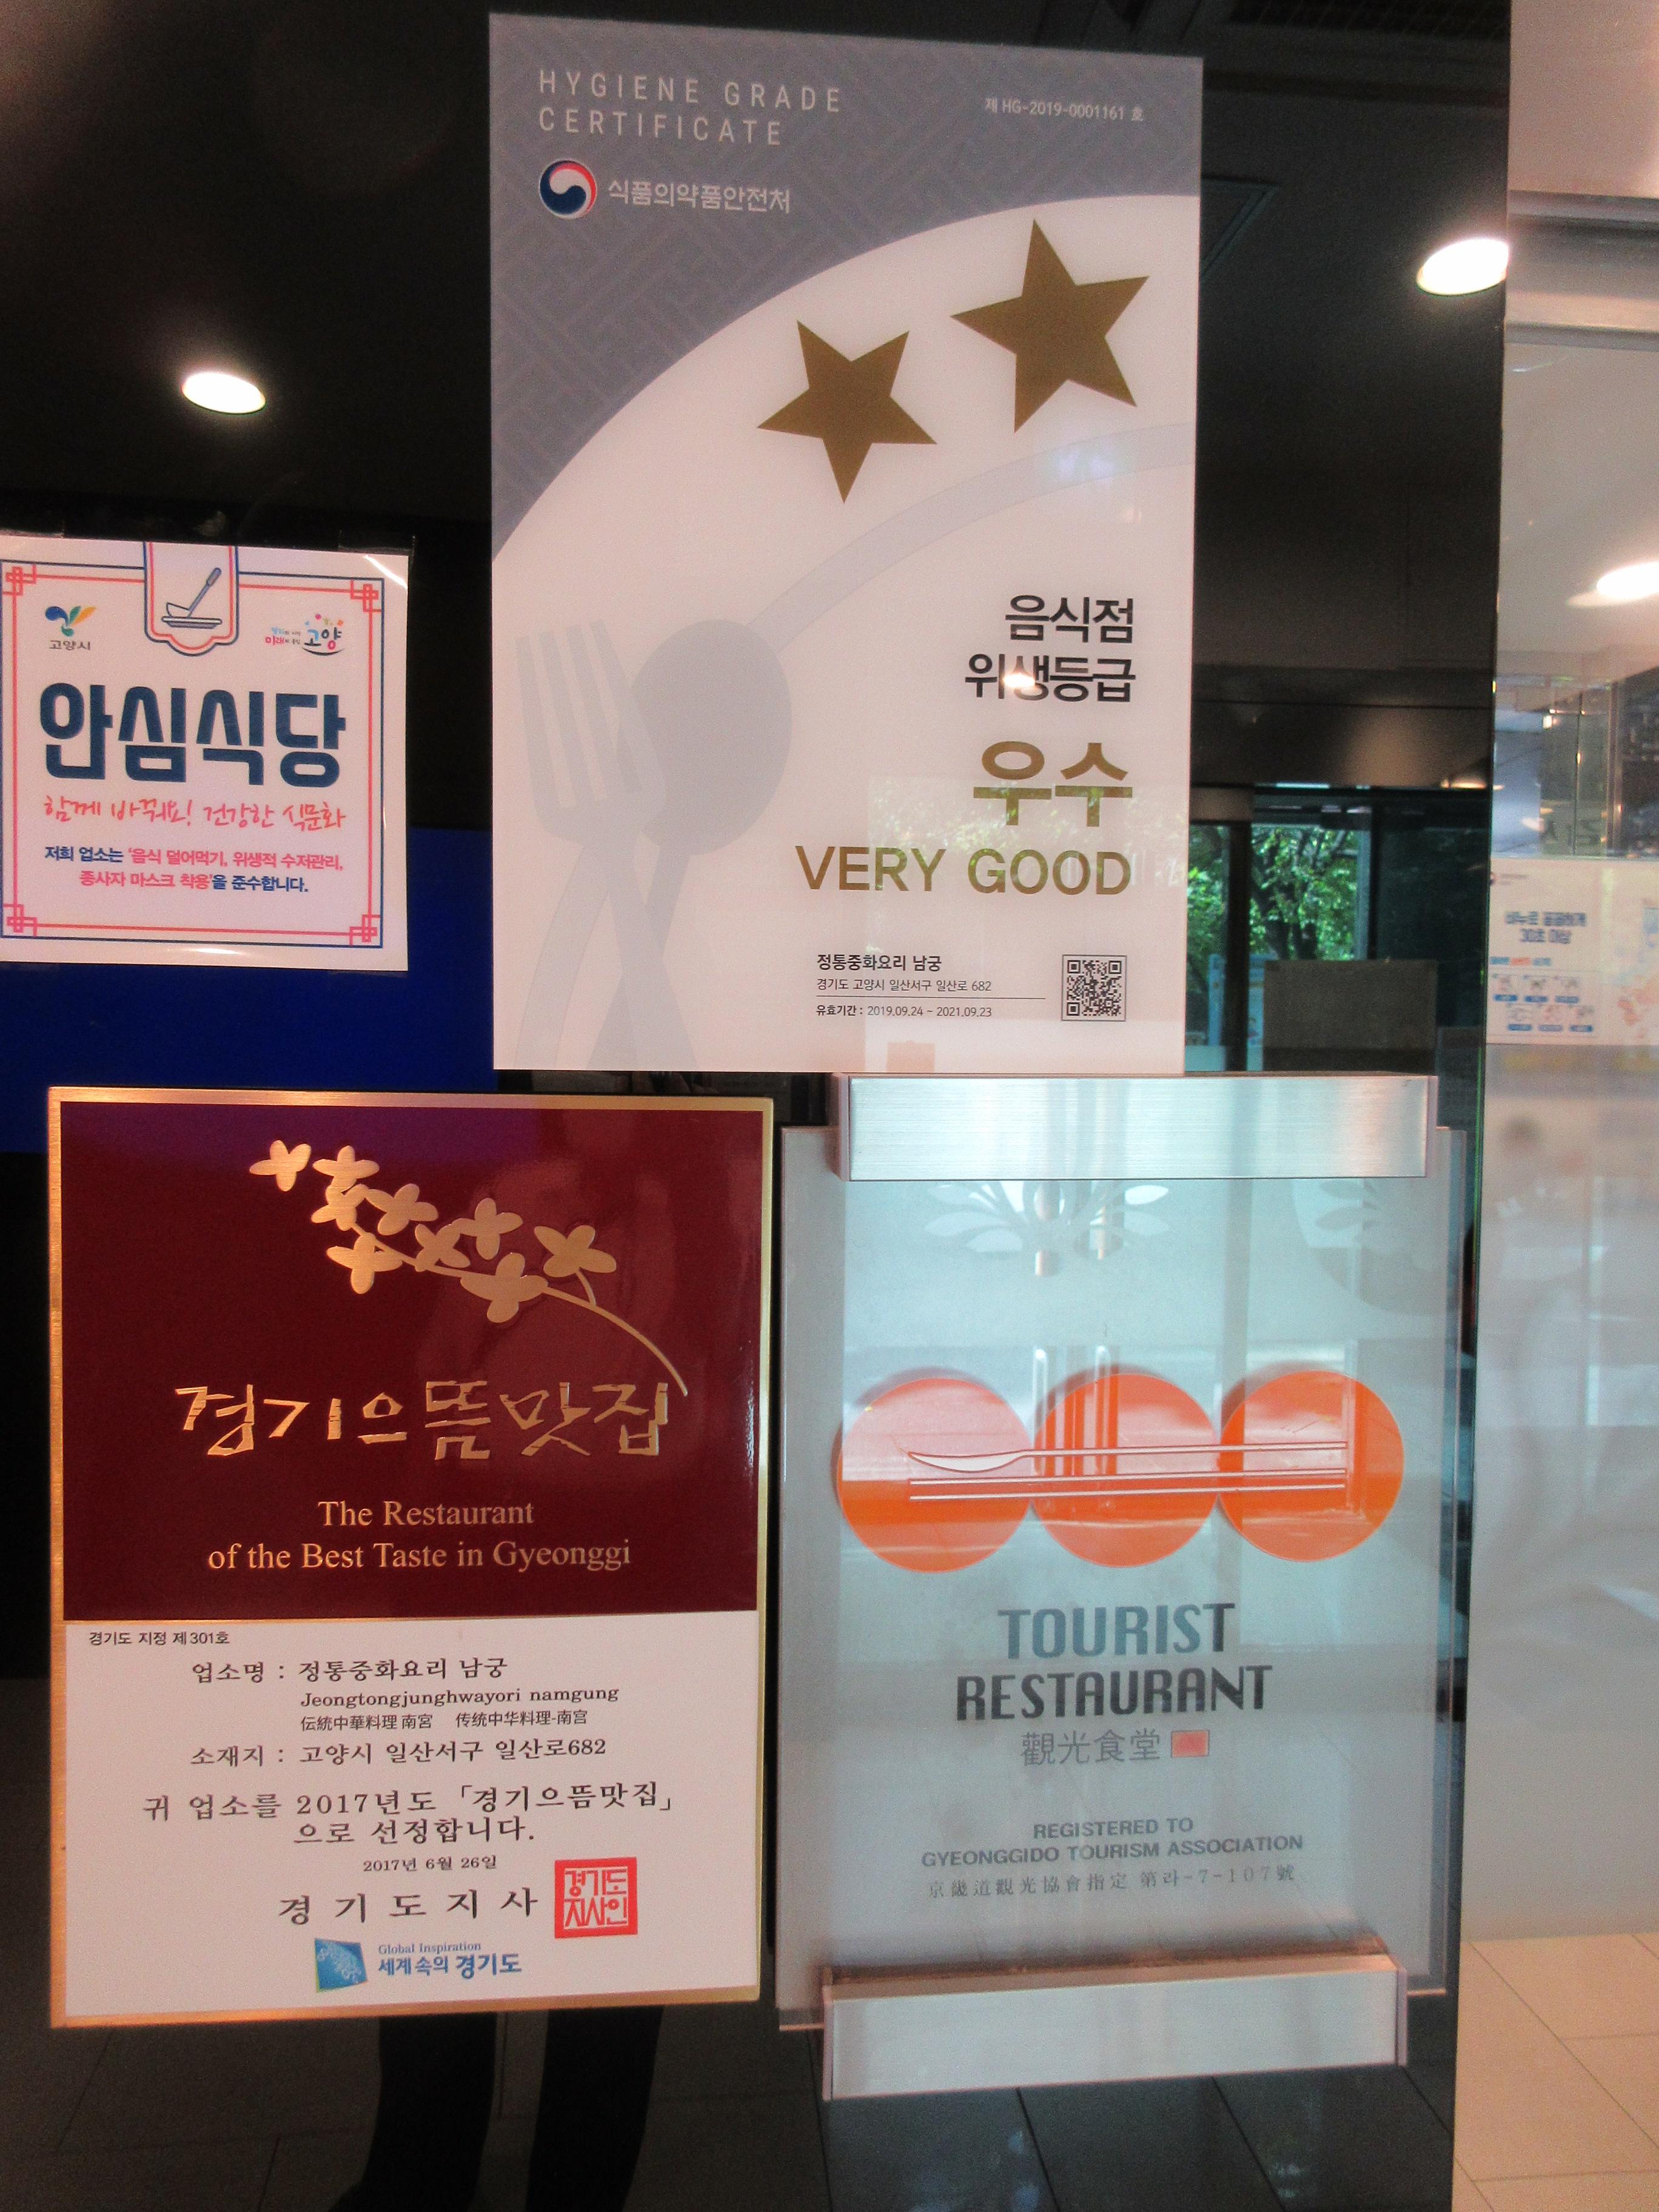 HYGIENE GRADE
CERTIFICATE
제 HG-2019-0001161 호
식품의약품안전처
음식점
위생등급
우수
VERY GOOD
정통중화요리 남궁
경기도 고양시 일산서구 일산로 682
유효기간 : 2019.09.24 ~ 2021.09.23
고양시
고양
안심식당
함께 바꿔요! 건강한 식문화
저희 업소는 '음식 덜어먹기, 위생적 수저관리,
종사자 마스크 착용'을 준수합니다.
경기으뜸맛집
The Restaurant
of the Best Taste in Gyeonggi
경기도 지정 제301호
업소명 : 정통중화요리 남궁
Jeongtongjunghwayori namgung
伝統中華料理 南宮 传统中华料理-南宫
소재지 : 고양시 일산서구 일산로682
귀 업소를 2017년도 「경기으뜸맛집」
으로 선정합니다.
2017년 6월 26일
경기도지사
경기도
지사인
Global Inspiration
세계 속의 경기도
TOURIST
RESTAURANT
觀光食堂
REGISTERED TO
GYEONGGIDO TOURISM ASSOCIATION
京畿道觀光協會指定 第라-7-107號
30초 이상